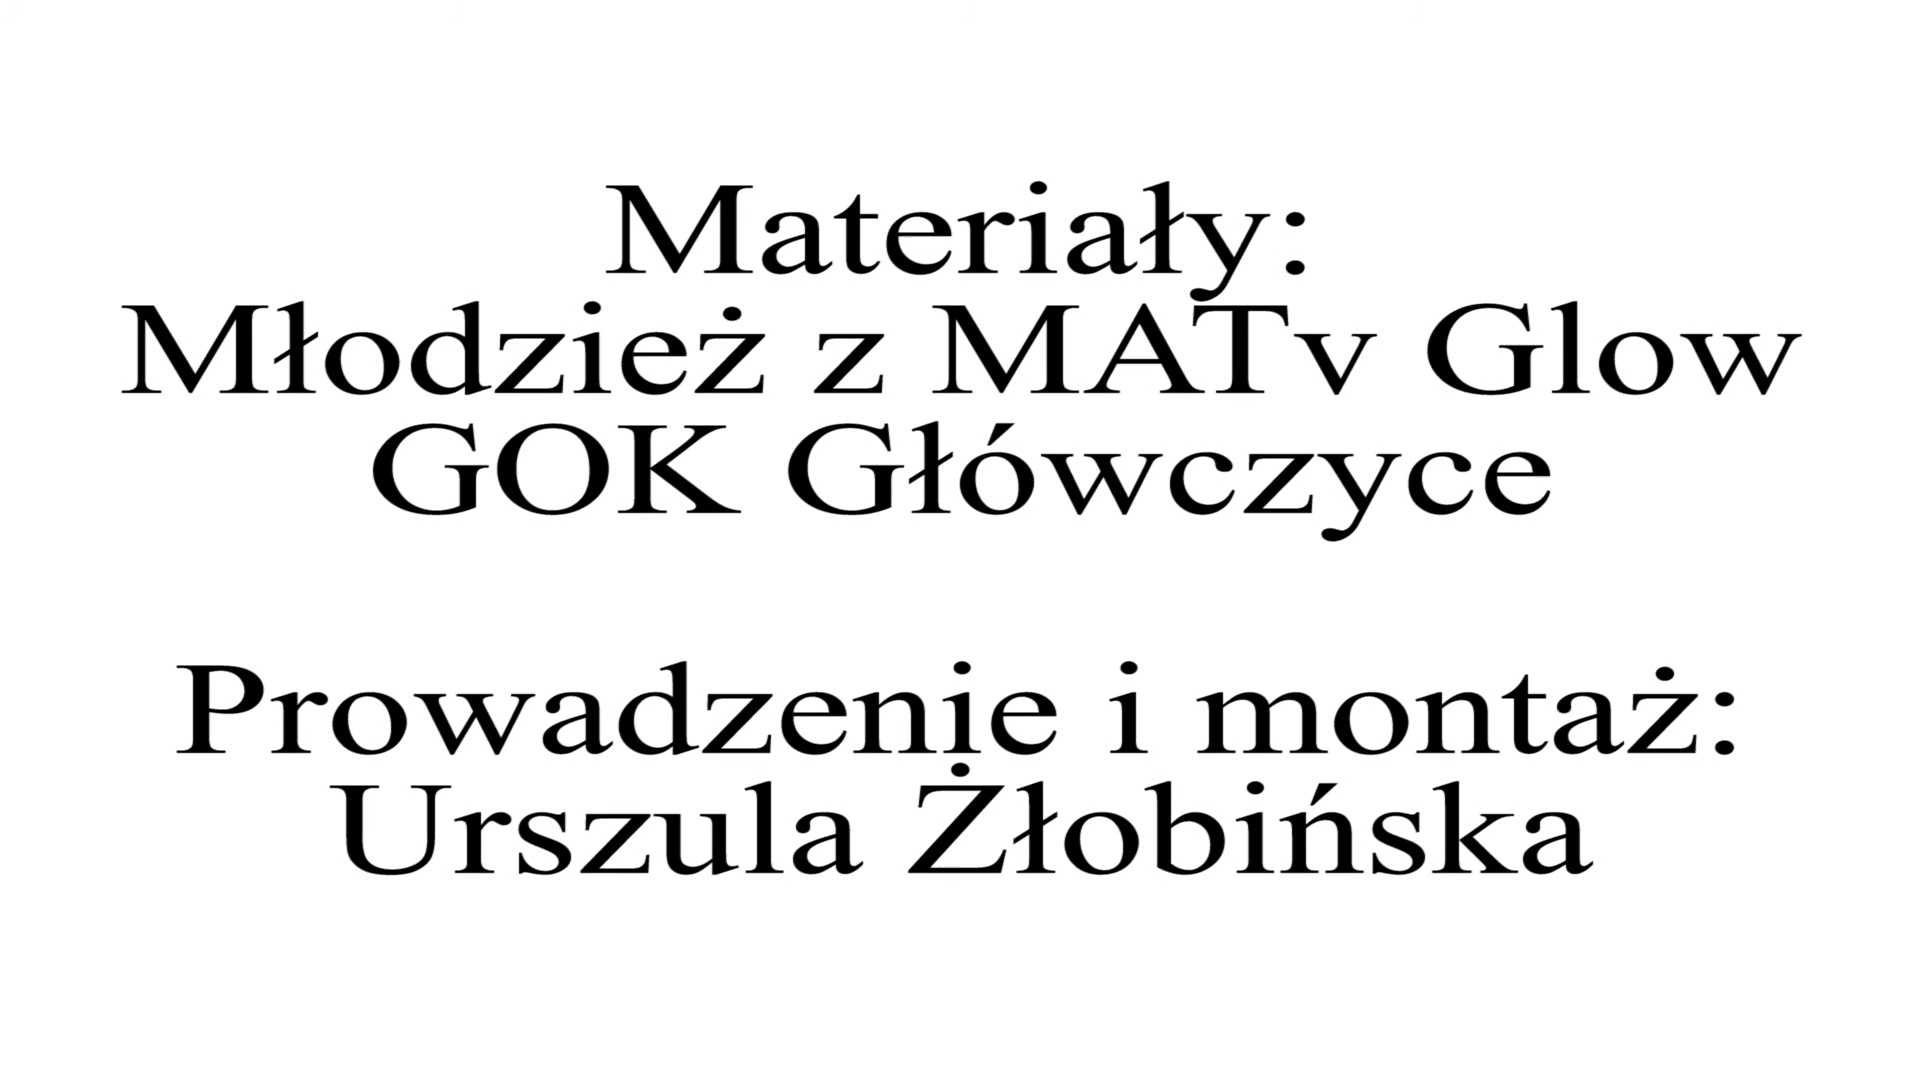 Materiały:
Młodzież z MATv Glow
GOK Główczyce
Prowadzenie i montaż:
Urszula Żłobińska